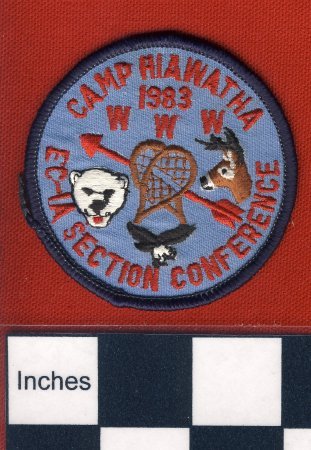 CAMP HIAWATHA
1983
W W W
EC-1A SECTION CONFERENCE
Inches